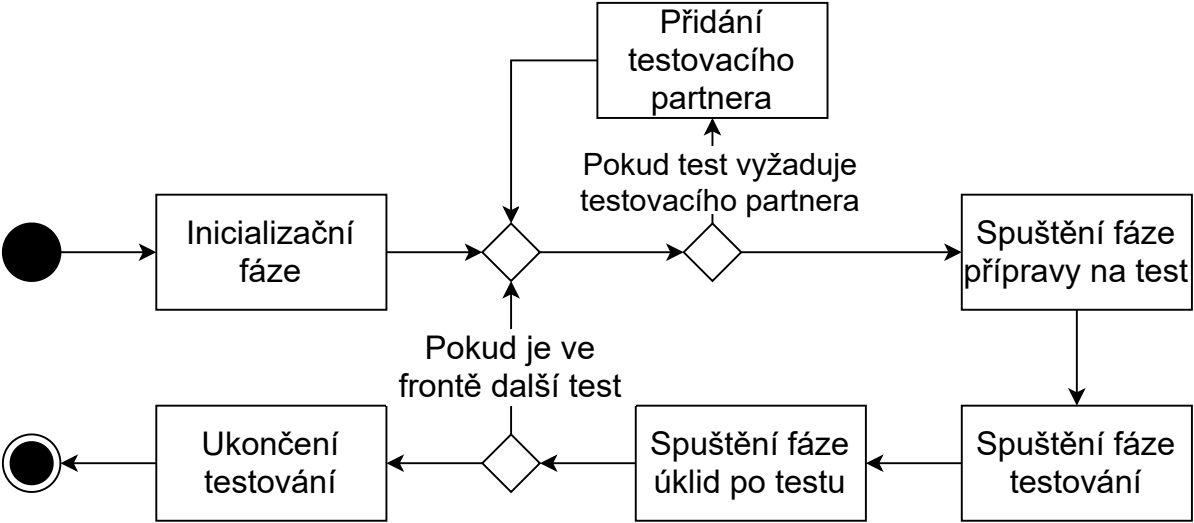 Přidání
testovacího
partnera
Pokud test vyžaduje
testovacího partnera
Inicializační
fáze
Spuštění fáze
přípravy na test
Pokud je ve
frontě další test
Ukončení
testování
Spuštění fáze
úklid po testu
Spuštění fáze
testování